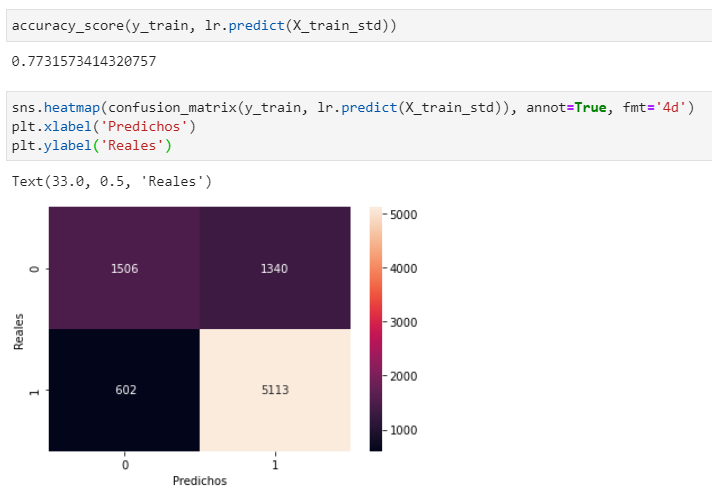 accuracy_score(y_train, lr.predict(X_train_std))
0.7731573414320757
sns.heatmap(confusion_matrix(y_train, lr.predict(X_train_std)), annot=True, fmt='4d')
plt.xlabel('Predichos')
plt.ylabel('Reales')
Text(33.0, 0.5, 'Reales')
5000
0
1506
1340
4000
3000
Reales
2000
1
602
5113
1000
0
1
Predichos